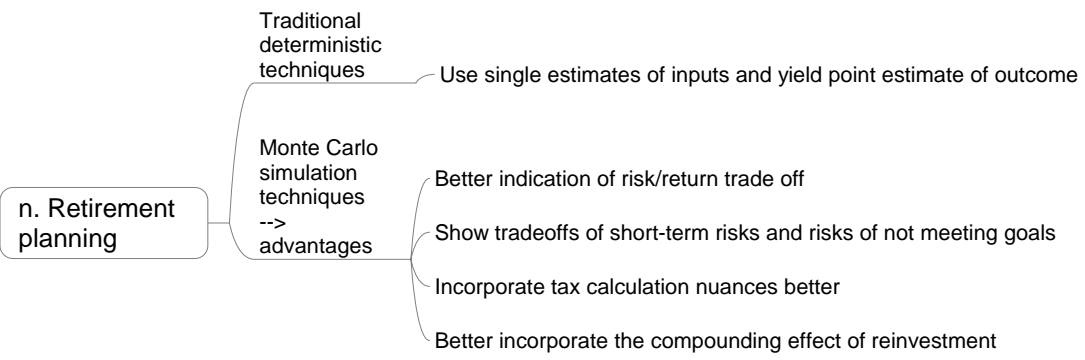 Traditional
deterministic
techniques
Use single estimates of inputs and yield point estimate of outcome
Monte Carlo
simulation
techniques
-->
advantages
Better indication of risk/return trade off
n. Retirement
planning
Show tradeoffs of short-term risks and risks of not meeting goals
Incorporate tax calculation nuances better
Better incorporate the compounding effect of reinvestment